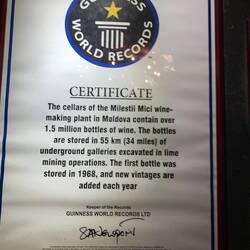 GUINNESS
WORLD RECORDS
CERTIFICATE
The cellars of the Milestii Mici wine-
making plant in Moldova contain over
1.5 million bottles of wine. The bottles
are stored in 55 km (34 miles) of
underground galleries excavated in lime
mining operations. The first bottle was
stored in 1968, and new vintages are
added each year
Keeper of the Records
GUINNESS WORLD RECORDS LTD